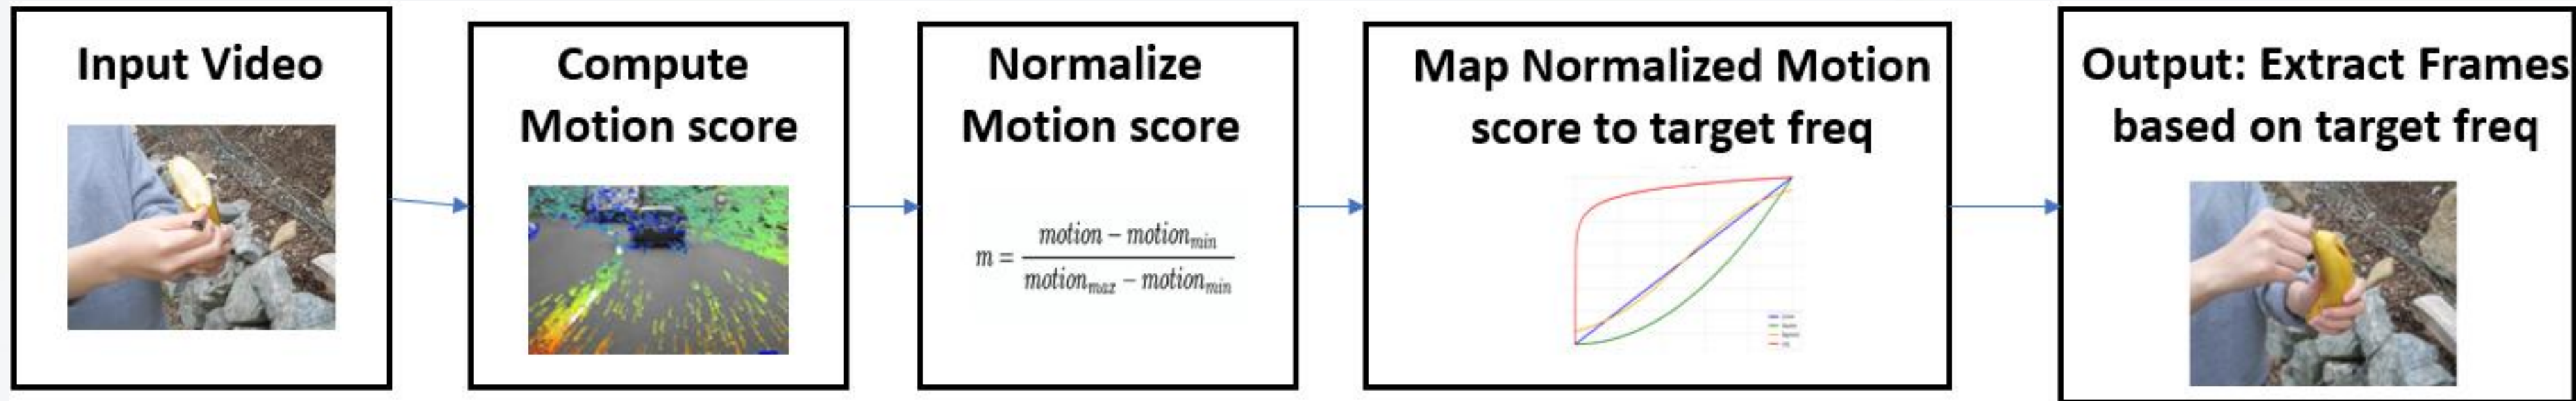 Input Video
Compute
Motion score
Normalize
Motion score
m = motion − motion_min / motion_max − motion_min
Map Normalized Motion
score to target freq
Output: Extract Frames
based on target freq